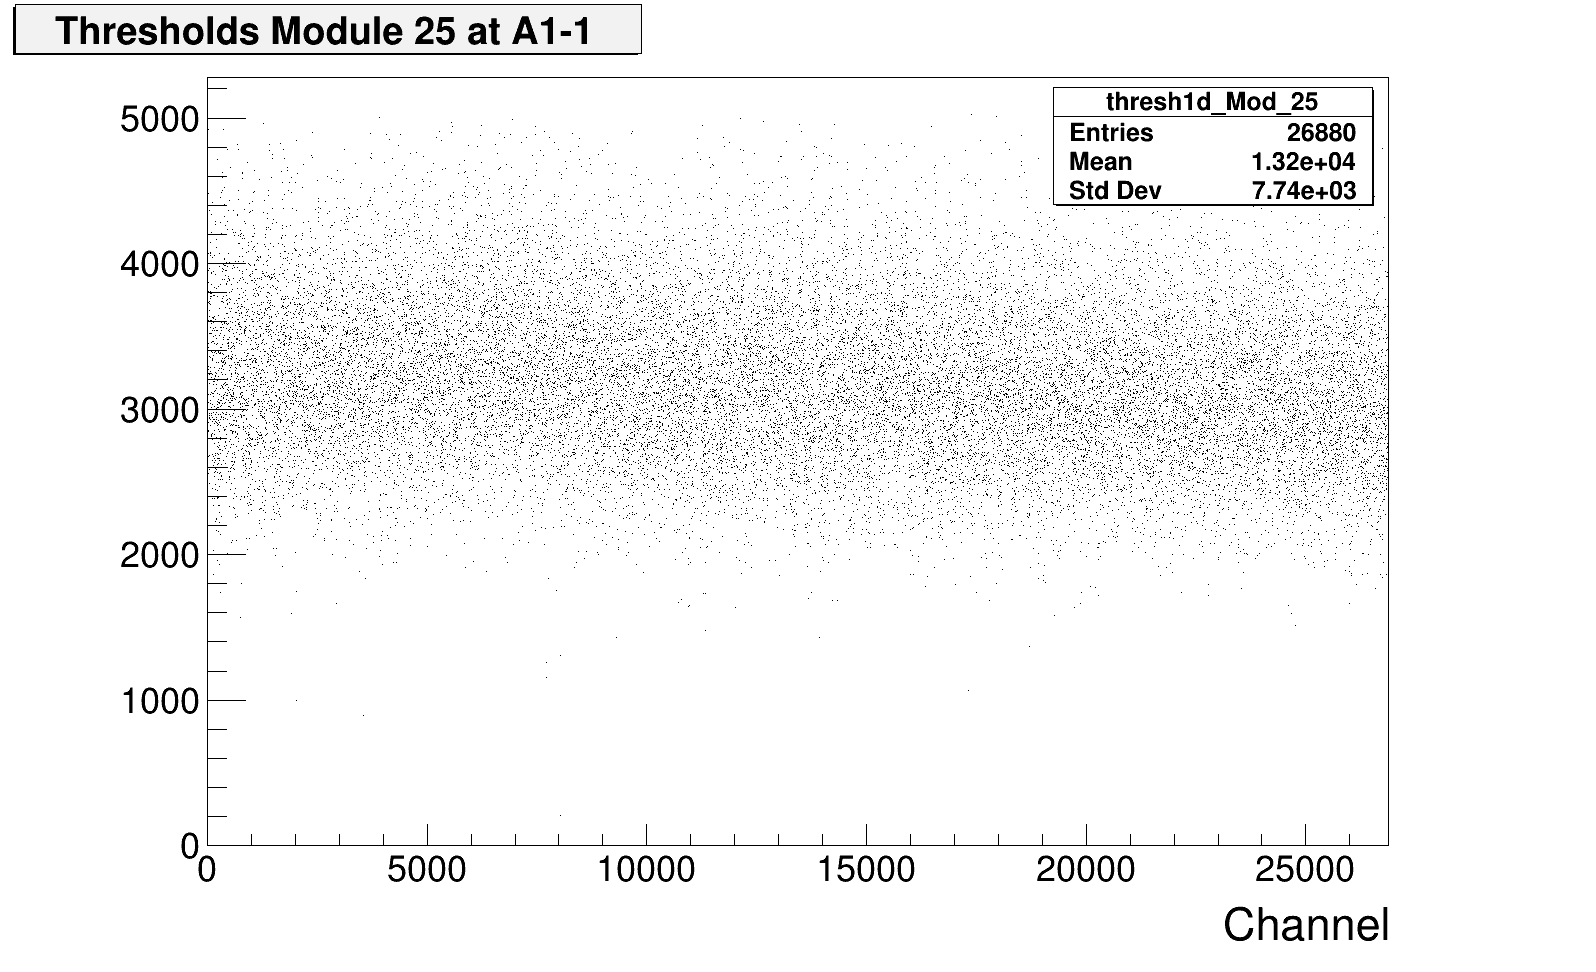 Thresholds Module 25 at A1-1
thresh1d_Mod_25
Entries 26880
Mean 1.32e+04
Std Dev 7.74e+03
5000
4000
3000
2000
1000
0
0 5000 10000 15000 20000 25000
Channel